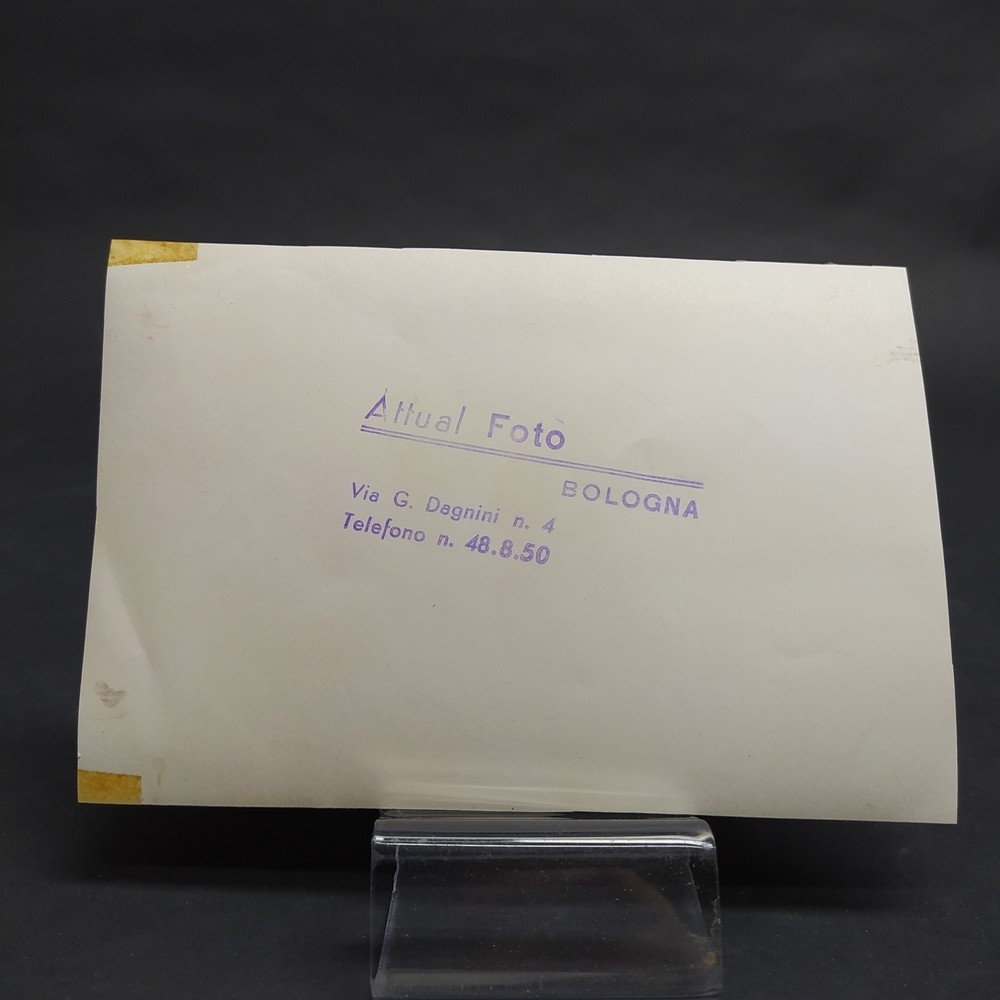 Attual Foto
BOLOGNA
Via G. Dagnini n. 4
Telefono n. 48.8.50